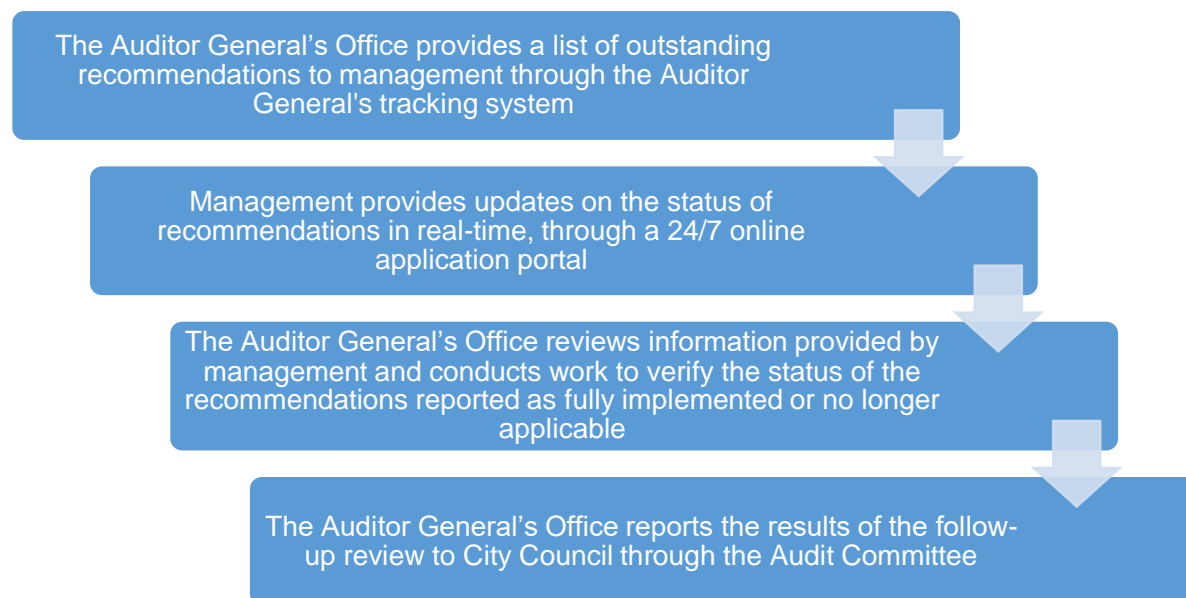 The Auditor General’s Office provides a list of outstanding
recommendations to management through the Auditor
General's tracking system
Management provides updates on the status of
recommendations in real-time, through a 24/7 online
application portal
The Auditor General’s Office reviews information provided by
management and conducts work to verify the status of the
recommendations reported as fully implemented or no longer
applicable
The Auditor General’s Office reports the results of the follow-
up review to City Council through the Audit Committee